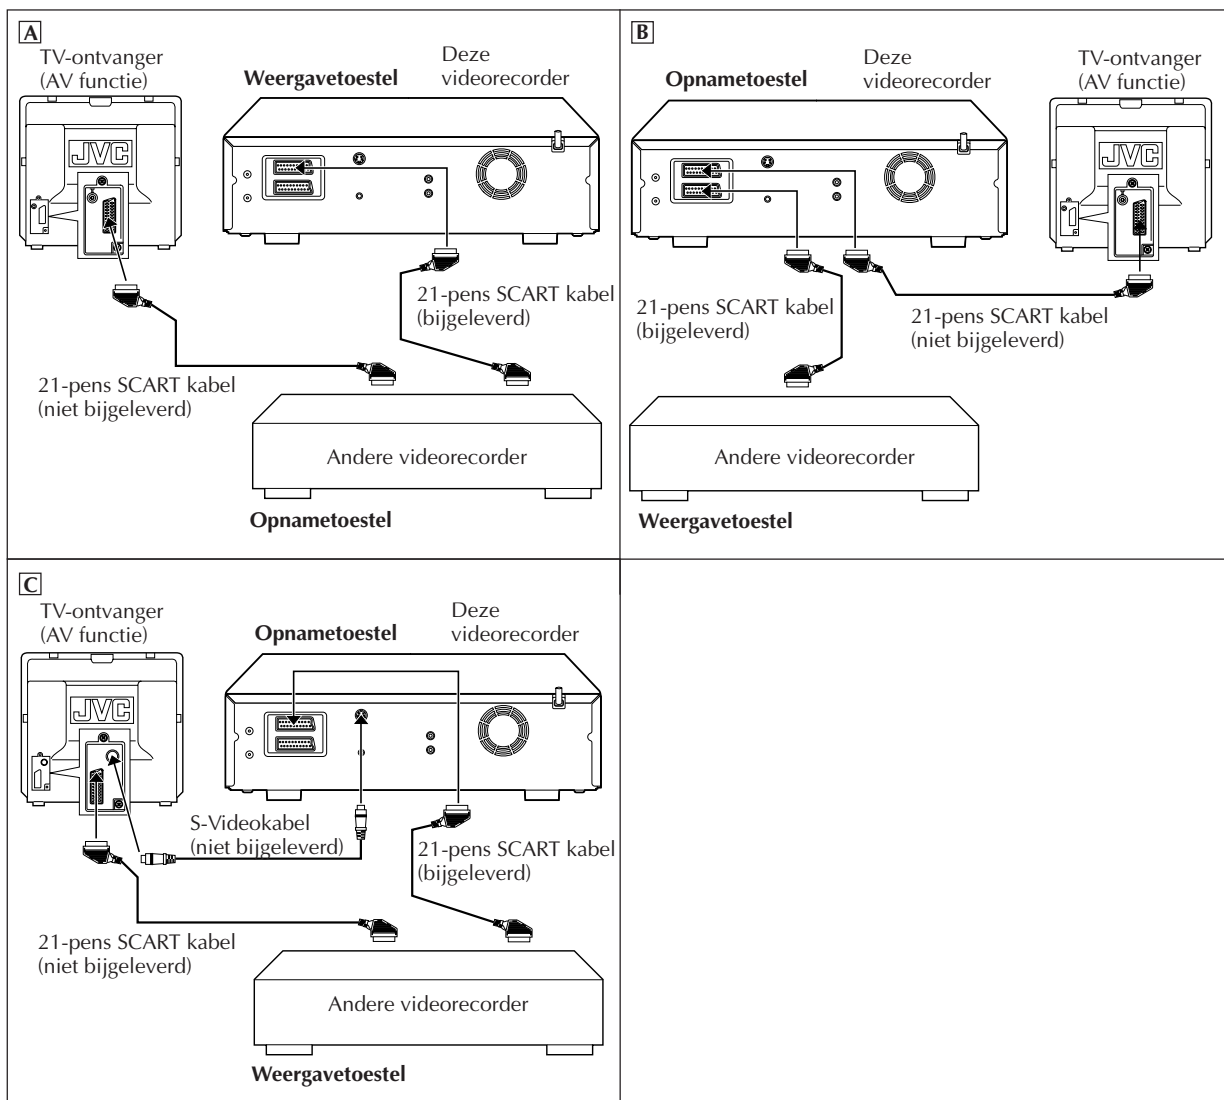 A
TV-ontvanger
(AV functie)
Weergavetoestel
Deze
videorecorder
JVC
21-pens SCART kabel
(bijgeleverd)
21-pens SCART kabel
(niet bijgeleverd)
Andere videorecorder
Opnametoestel
B
Opnametoestel
Deze
videorecorder
TV-ontvanger
(AV functie)
JVC
21-pens SCART kabel
(bijgeleverd)
21-pens SCART kabel
(niet bijgeleverd)
Andere videorecorder
Weergavetoestel
C
TV-ontvanger
(AV functie)
Opnametoestel
Deze
videorecorder
JVC
S-Videokabel
(niet bijgeleverd)
21-pens SCART kabel
(bijgeleverd)
21-pens SCART kabel
(niet bijgeleverd)
Andere videorecorder
Weergavetoestel